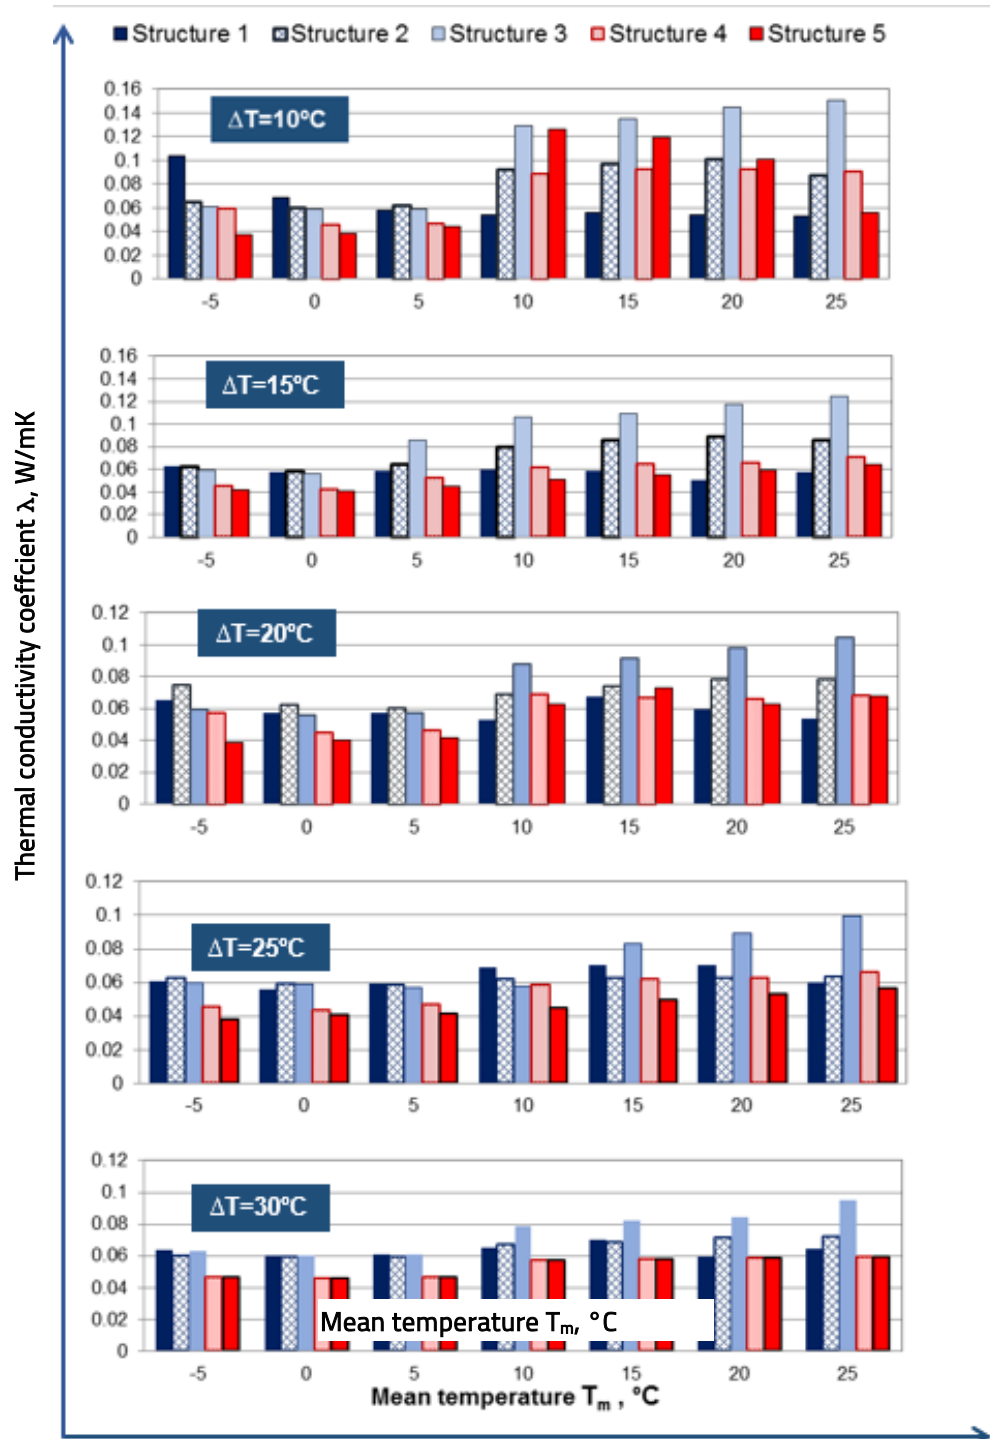 Structure 1 Structure 2 Structure 3 Structure 4 Structure 5
Thermal conductivity coeffcient λ, W/mK
ΔT=10ºC
0.16
0.14
0.12
0.1
0.08
0.06
0.04
0.02
0
-5 0 5 10 15 20 25
ΔT=15ºC
0.16
0.14
0.12
0.1
0.08
0.06
0.04
0.02
0
-5 0 5 10 15 20 25
ΔT=20ºC
0.12
0.1
0.08
0.06
0.04
0.02
0
-5 0 5 10 15 20 25
ΔT=25ºC
0.12
0.1
0.08
0.06
0.04
0.02
0
-5 0 5 10 15 20 25
ΔT=30ºC
0.12
0.1
0.08
0.06
0.04
0.02
0
Mean temperature Tm, °C
-5 0 5 10 15 20 25
Mean temperature Tm , ºC